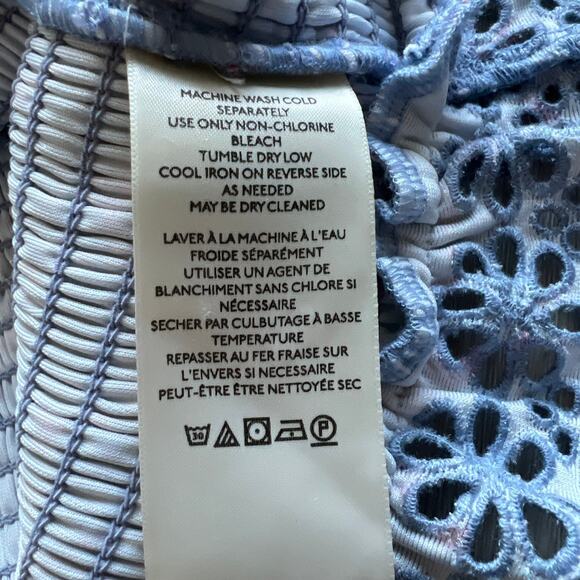 MACHINE WASH COLD
SEPARATELY
USE ONLY NON-CHLORINE
BLEACH
TUMBLE DRY LOW
COOL IRON ON REVERSE SIDE
AS NEEDED
MAY BE DRY CLEANED
LAVER À LA MACHINE À L'EAU
FROIDE SÉPARÉMENT
UTILISER UN AGENT DE
BLANCHIMENT SANS CHLORE SI
NÉCESSAIRE
SECHER PAR CULBUTAGE À BASSE
TEMPERATURE
REPASSER AU FER FRAISE SUR
L'ENVERS SI NECESSAIRE
PEUT-ÊTRE ÊTRE NETTOYÉE SEC
30 P